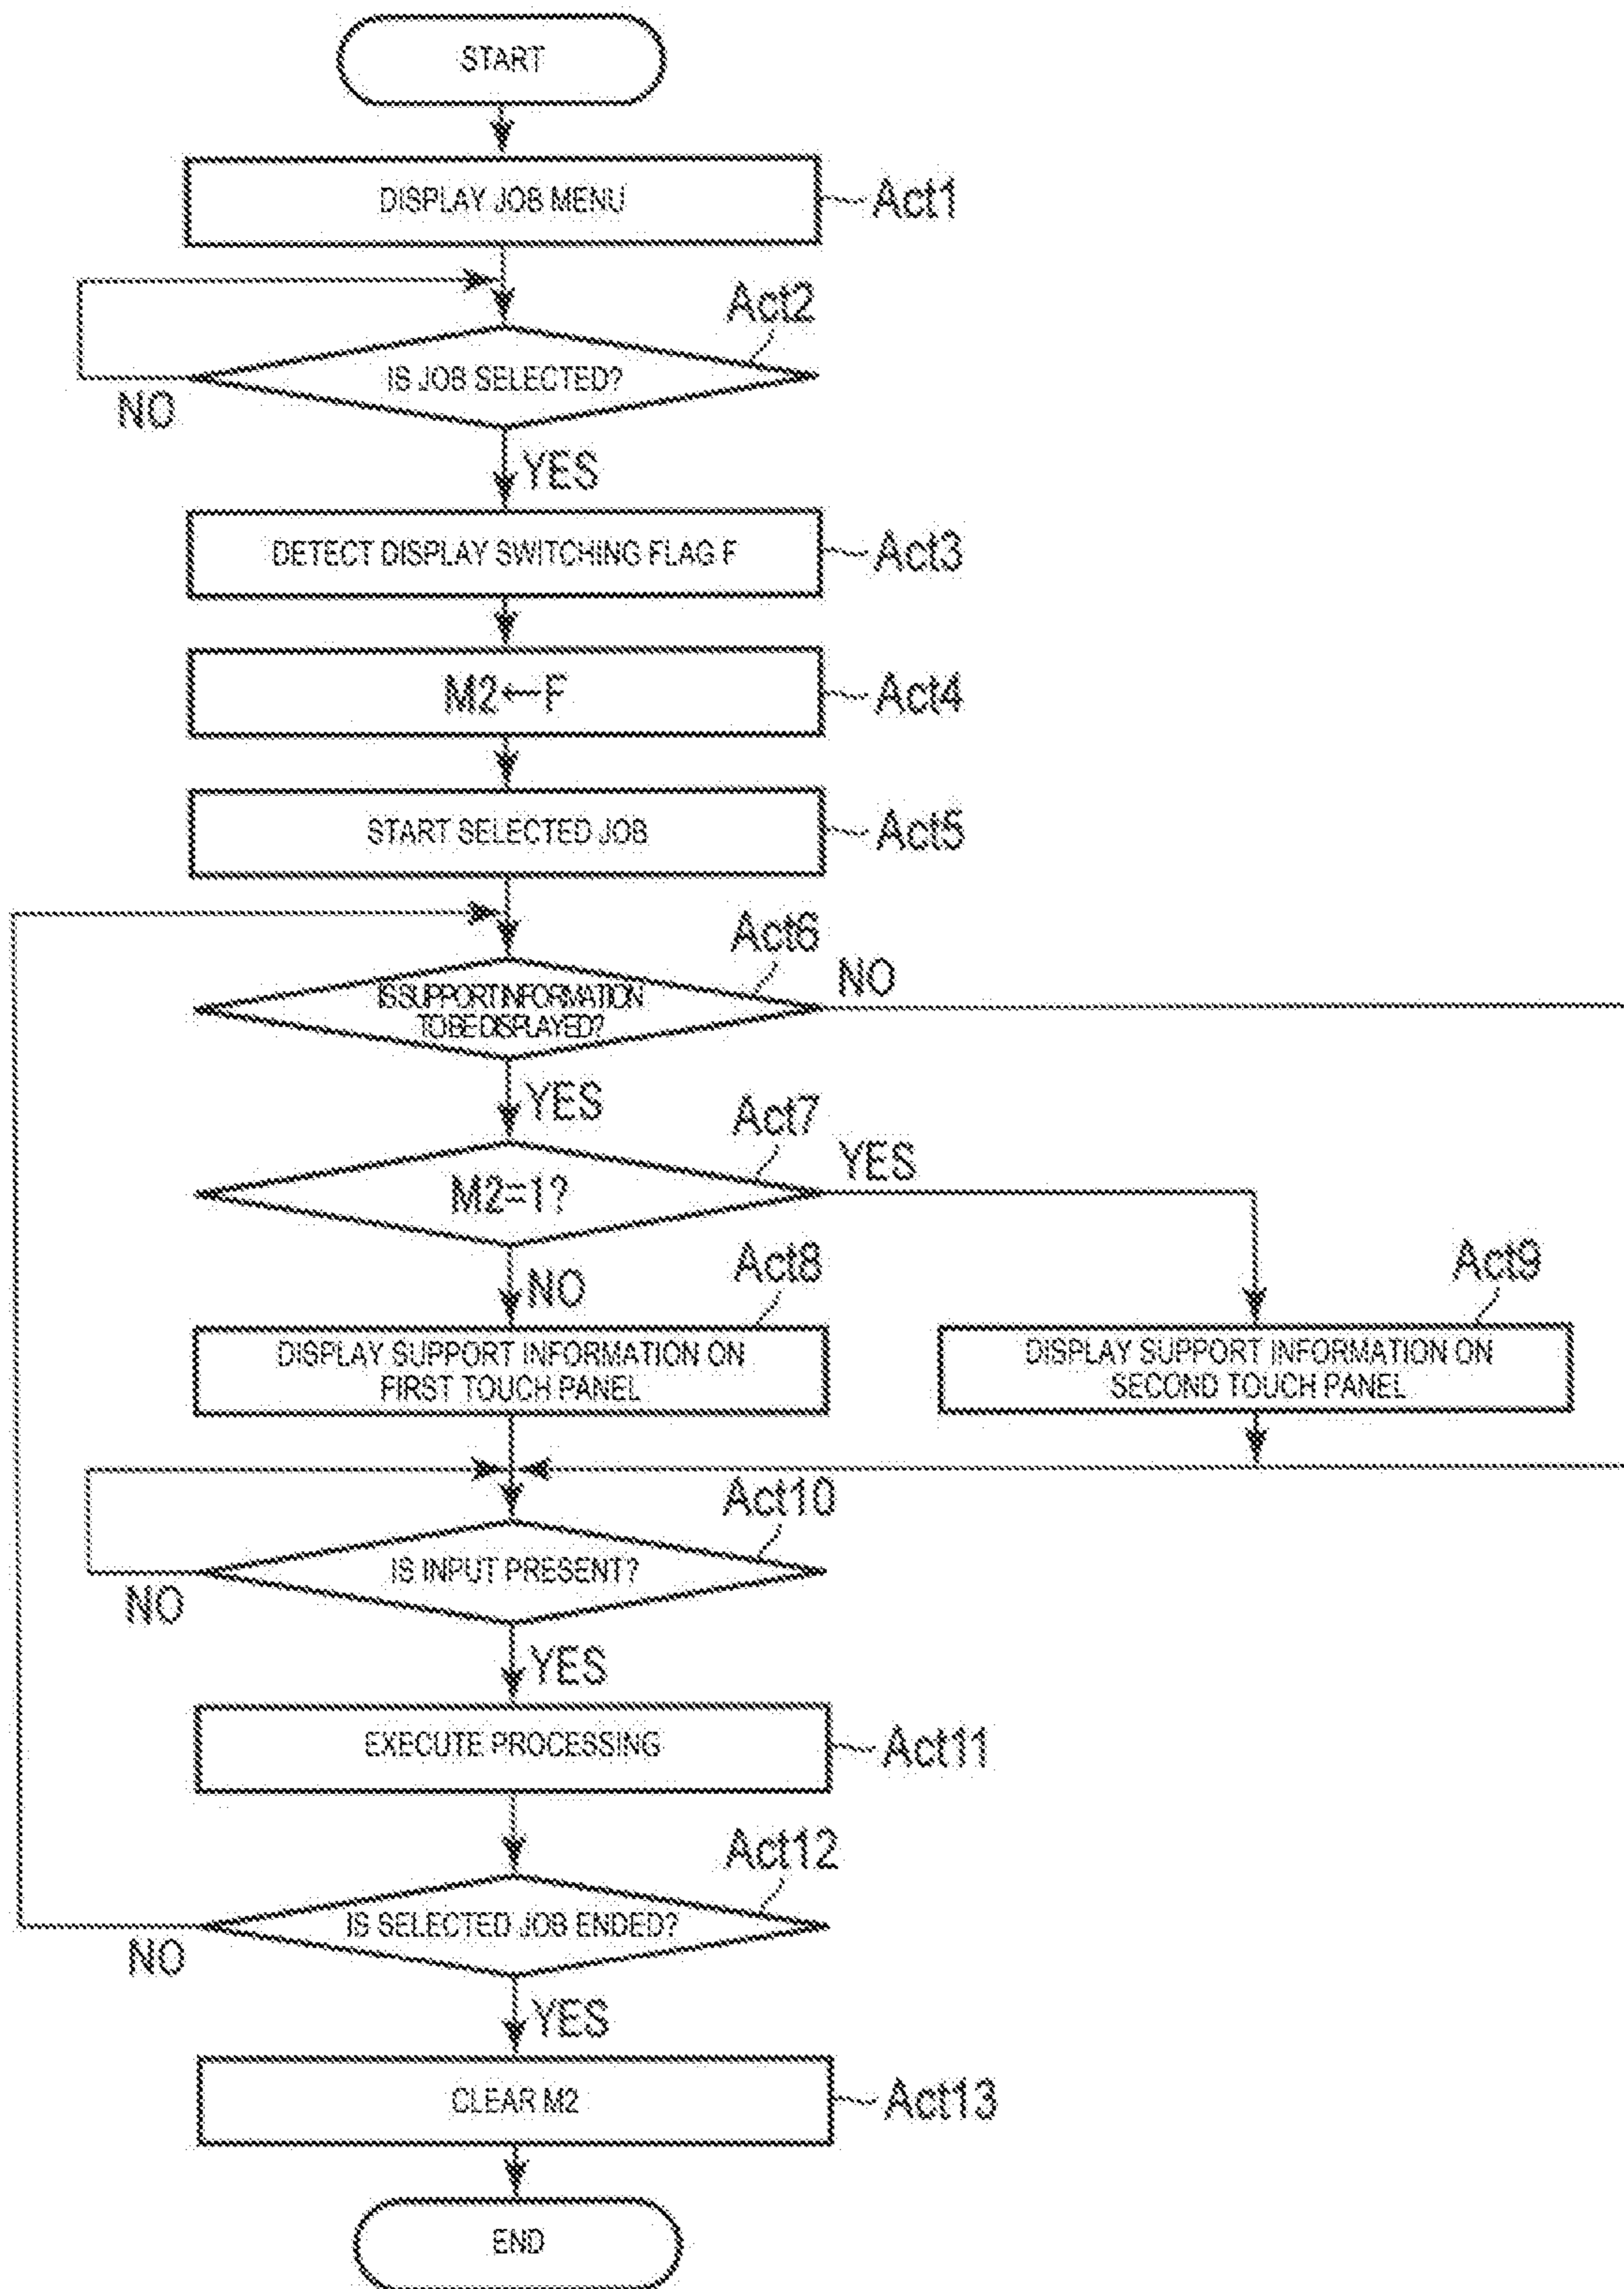 START
DISPLAY JOB MENU
Act1
Act2
IS JOB SELECTED?
NO
YES
DETECT DISPLAY SWITCHING FLAG F
Act3
M2←F
Act4
START SELECTED JOB
Act5
Act6
IS SUPPORT INFORMATION
TO BE DISPLAYED?
NO
YES
Act7
M2=1?
YES
NO
Act8
DISPLAY SUPPORT INFORMATION ON
FIRST TOUCH PANEL
Act9
DISPLAY SUPPORT INFORMATION ON
SECOND TOUCH PANEL
Act10
IS INPUT PRESENT?
NO
YES
EXECUTE PROCESSING
Act11
Act12
IS SELECTED JOB ENDED?
NO
YES
CLEAR M2
Act13
END